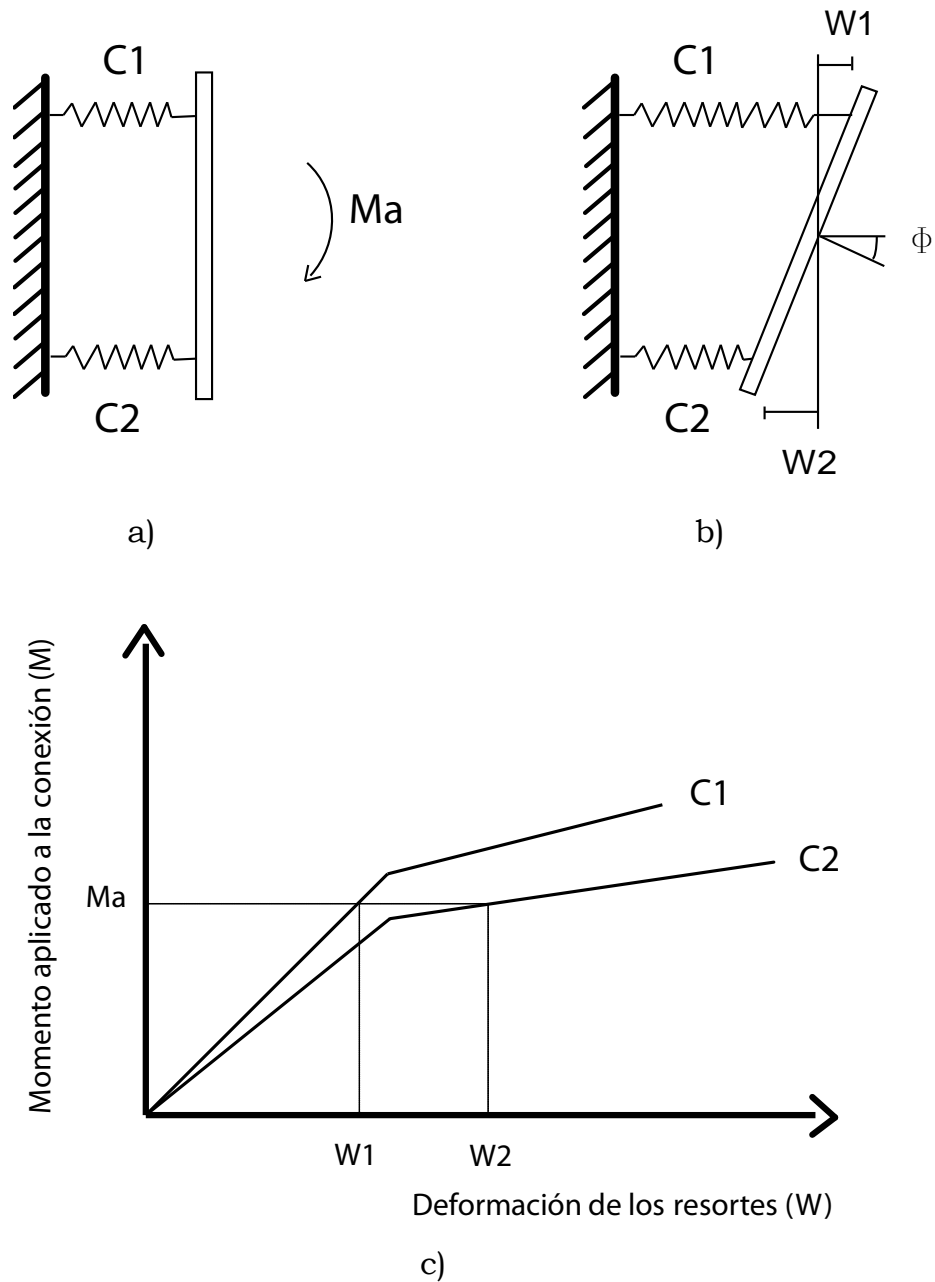 C1
Ma
C2
a)
W1
C1
Φ
C2
W2
b)
Momento aplicado a la conexión (M)
C1
C2
Ma
W1
W2
Deformación de los resortes (W)
c)